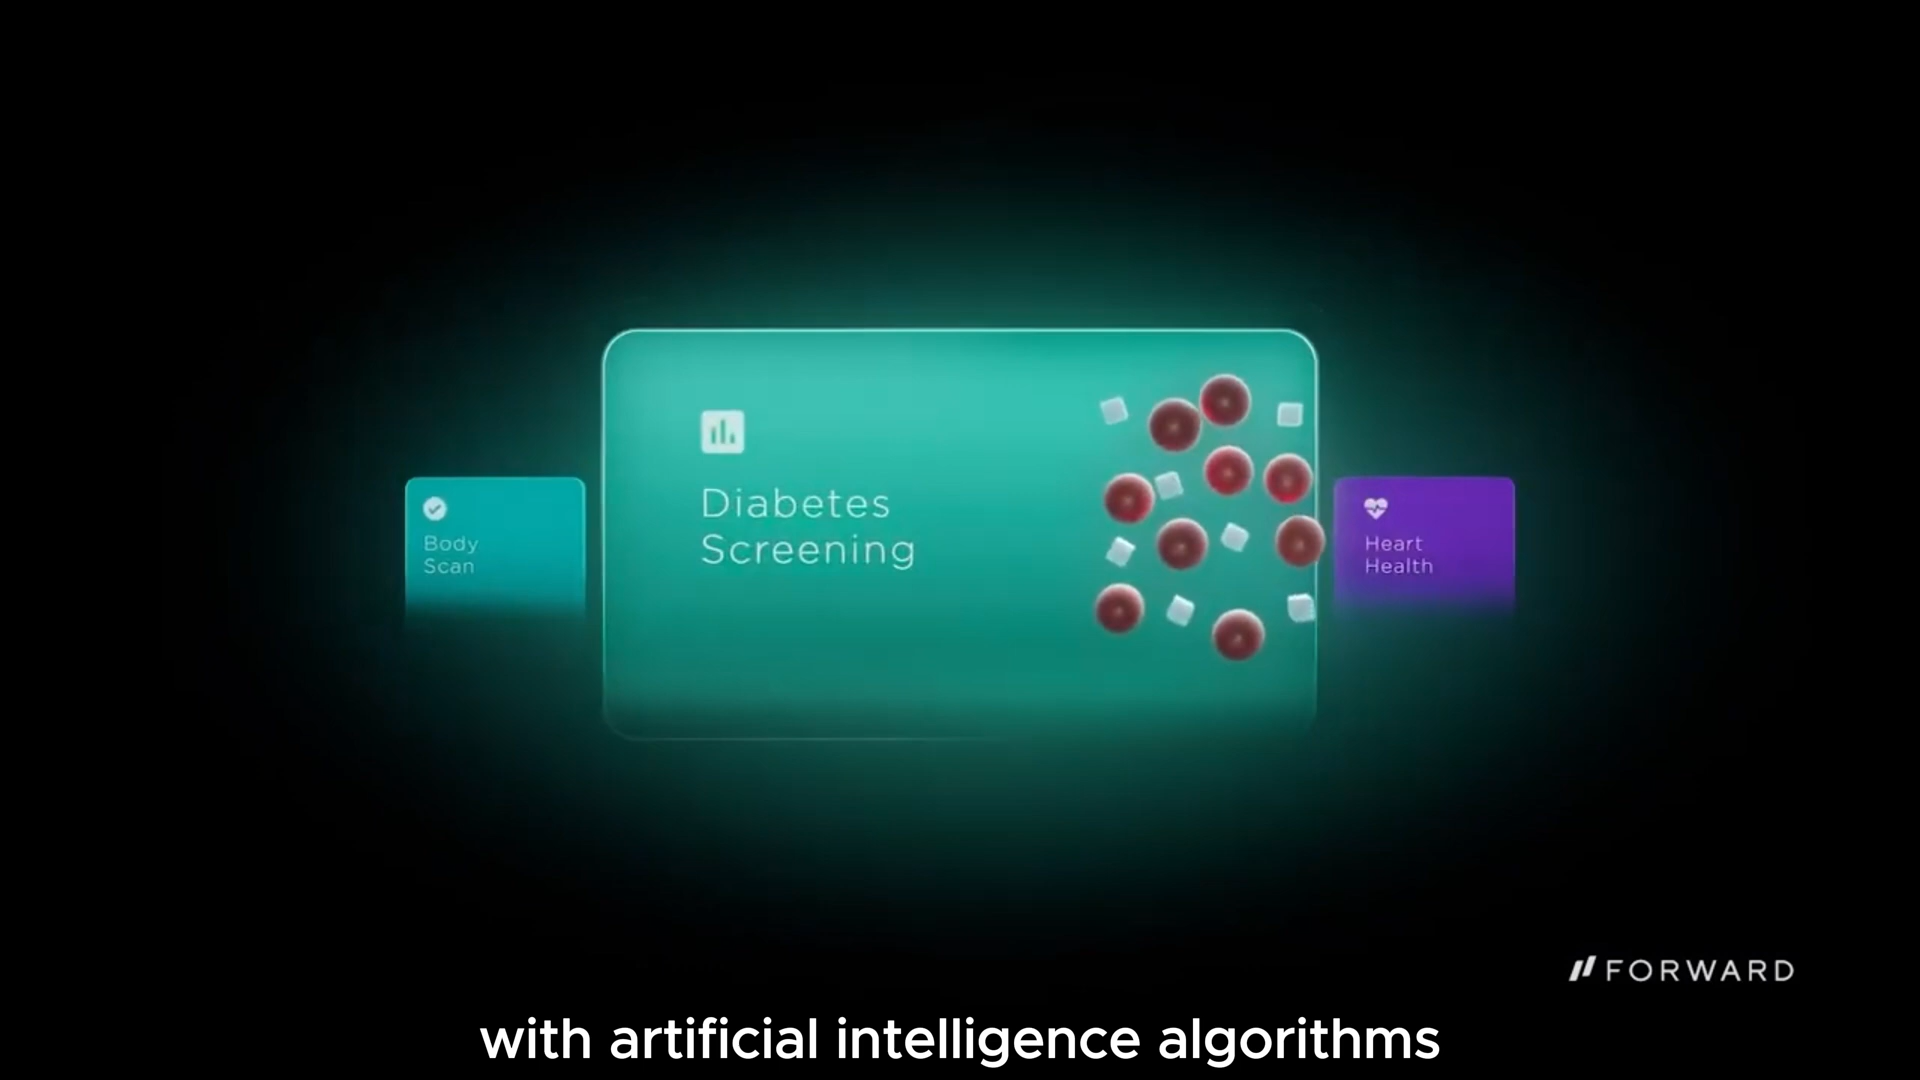 Diabetes
Screening
Body
Scan
Heart
Health
FORWARD
with artificial intelligence algorithms